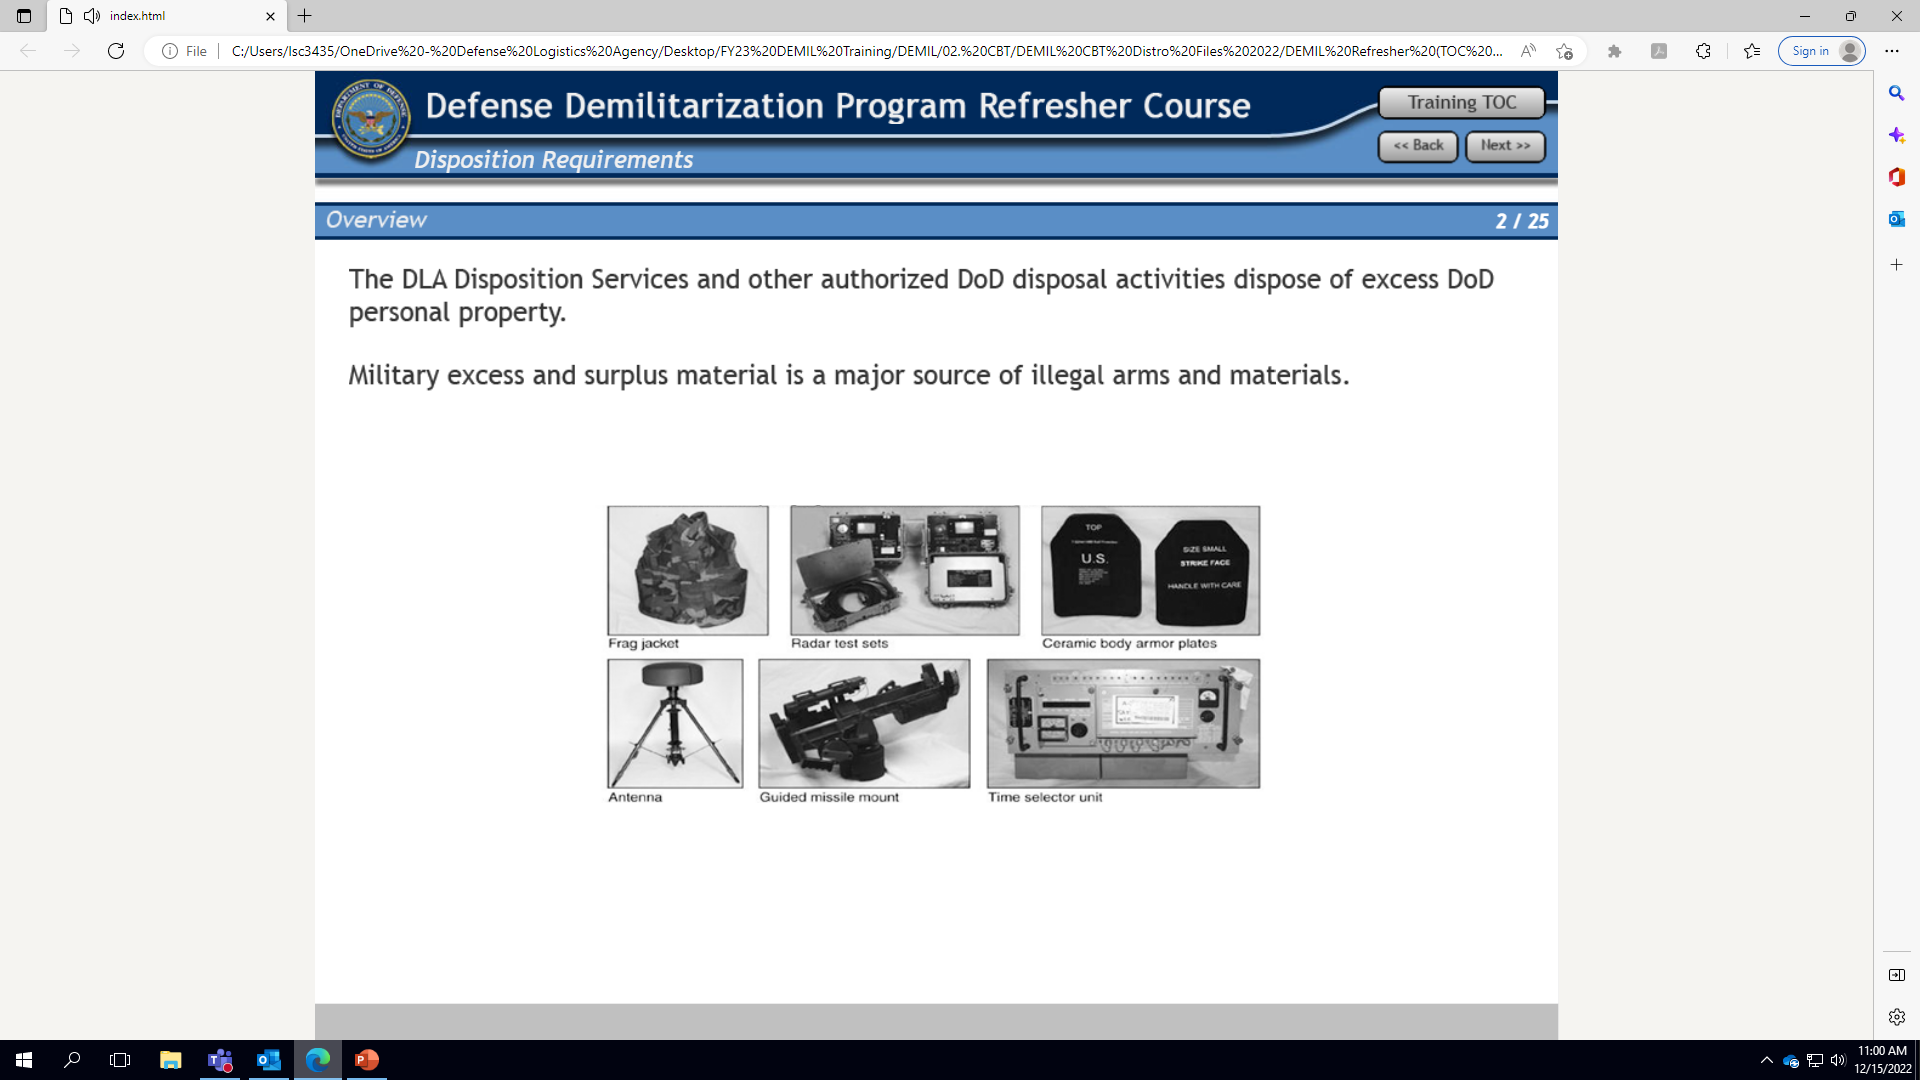 index.html
File
C:/Users/lsc3435/OneDrive%20-%20Defense%20Logistics%20Agency/Desktop/FY23%20DEMIL%20Training/DEMIL/02.%20CBT/DEMIL%20CBT%20Distro%20Files%202022/DEMIL%20Refresher%20(TOC%20...
Sign in
Defense Demilitarization Program Refresher Course
Training TOC
<< Back
Next >>
Disposition Requirements
Overview
2 / 25
The DLA Disposition Services and other authorized DoD disposal activities dispose of excess DoD
personal property.
Military excess and surplus material is a major source of illegal arms and materials.
TOP
U.S.
SIZE SMALL
STRIKE FACE
HANDLE WITH CARE
Frag jacket
Radar test sets
Ceramic body armor plates
Antenna
Guided missile mount
Time selector unit
11:00 AM
12/15/2022